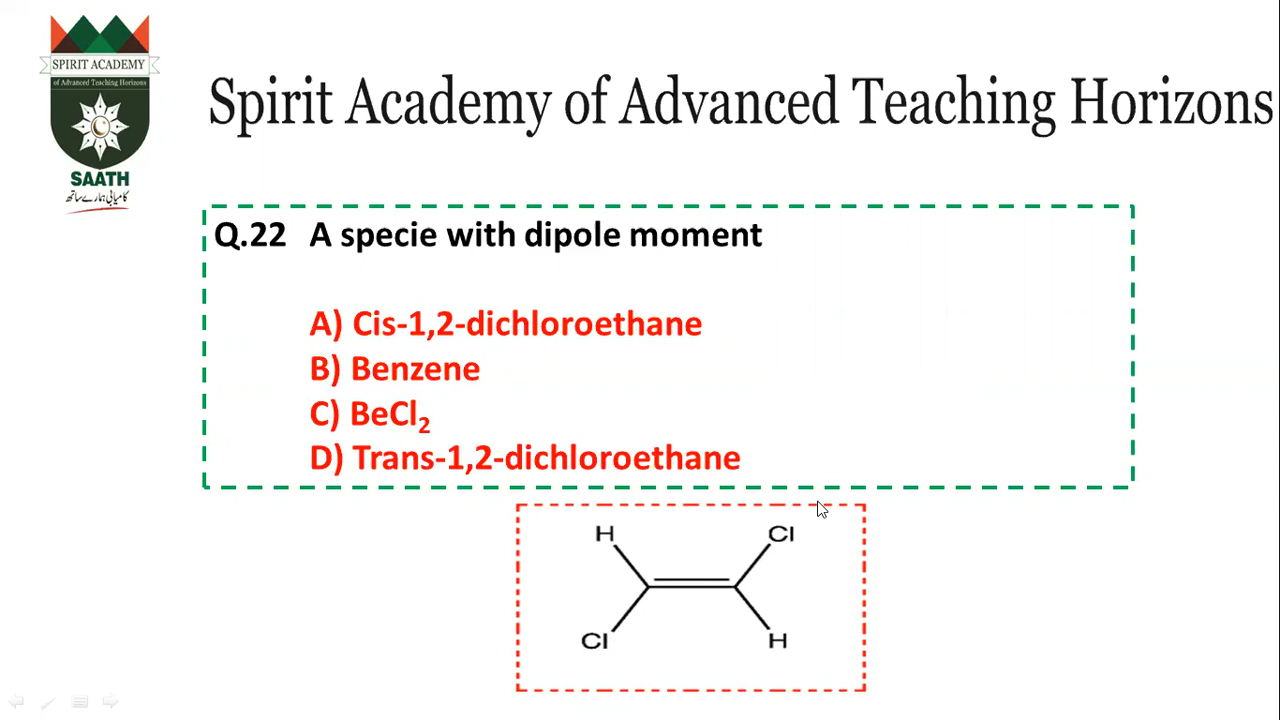 SPIRIT ACADEMY
of Advanced Teaching Horizons
SAATH
کامیابی ہمارے ساتھ
Spirit Academy of Advanced Teaching Horizons
Q.22 A specie with dipole moment
A) Cis-1,2-dichloroethane
B) Benzene
C) BeCl₂
D) Trans-1,2-dichloroethane
H Cl
Cl H